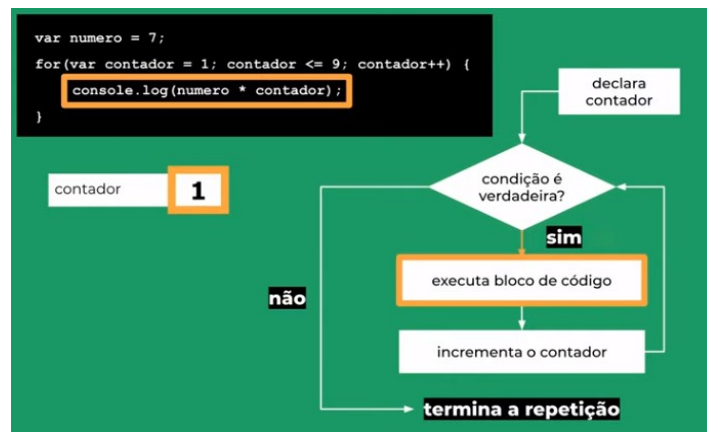 var numero = 7;
for(var contador = 1; contador <= 9; contador++) {
console.log(numero * contador);
}
contador
1
declara
contador
condição é
verdadeira?
sim
executa bloco de código
não
incrementa o contador
termina a repetição